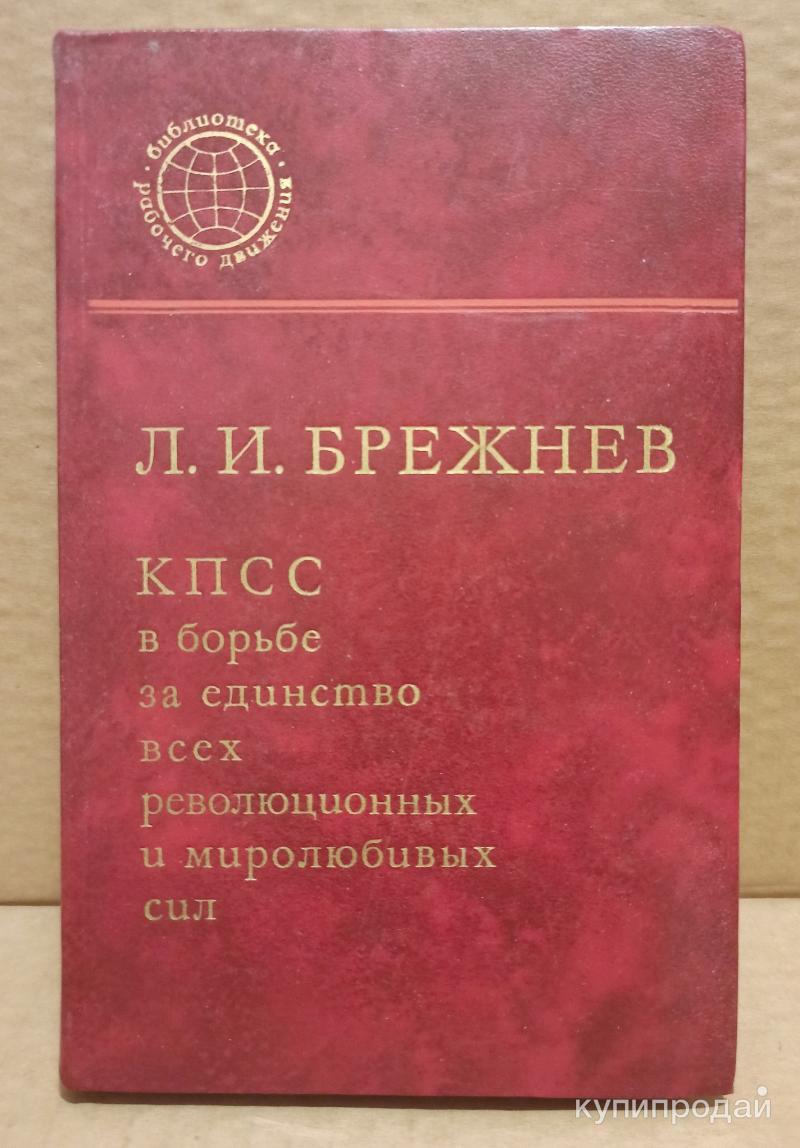 · библиотека ·
рабочего движения
Л. И. БРЕЖНЕВ
КПСС
в борьбе
за единство
всех
революционных
и миролюбивых
сил
купипродай